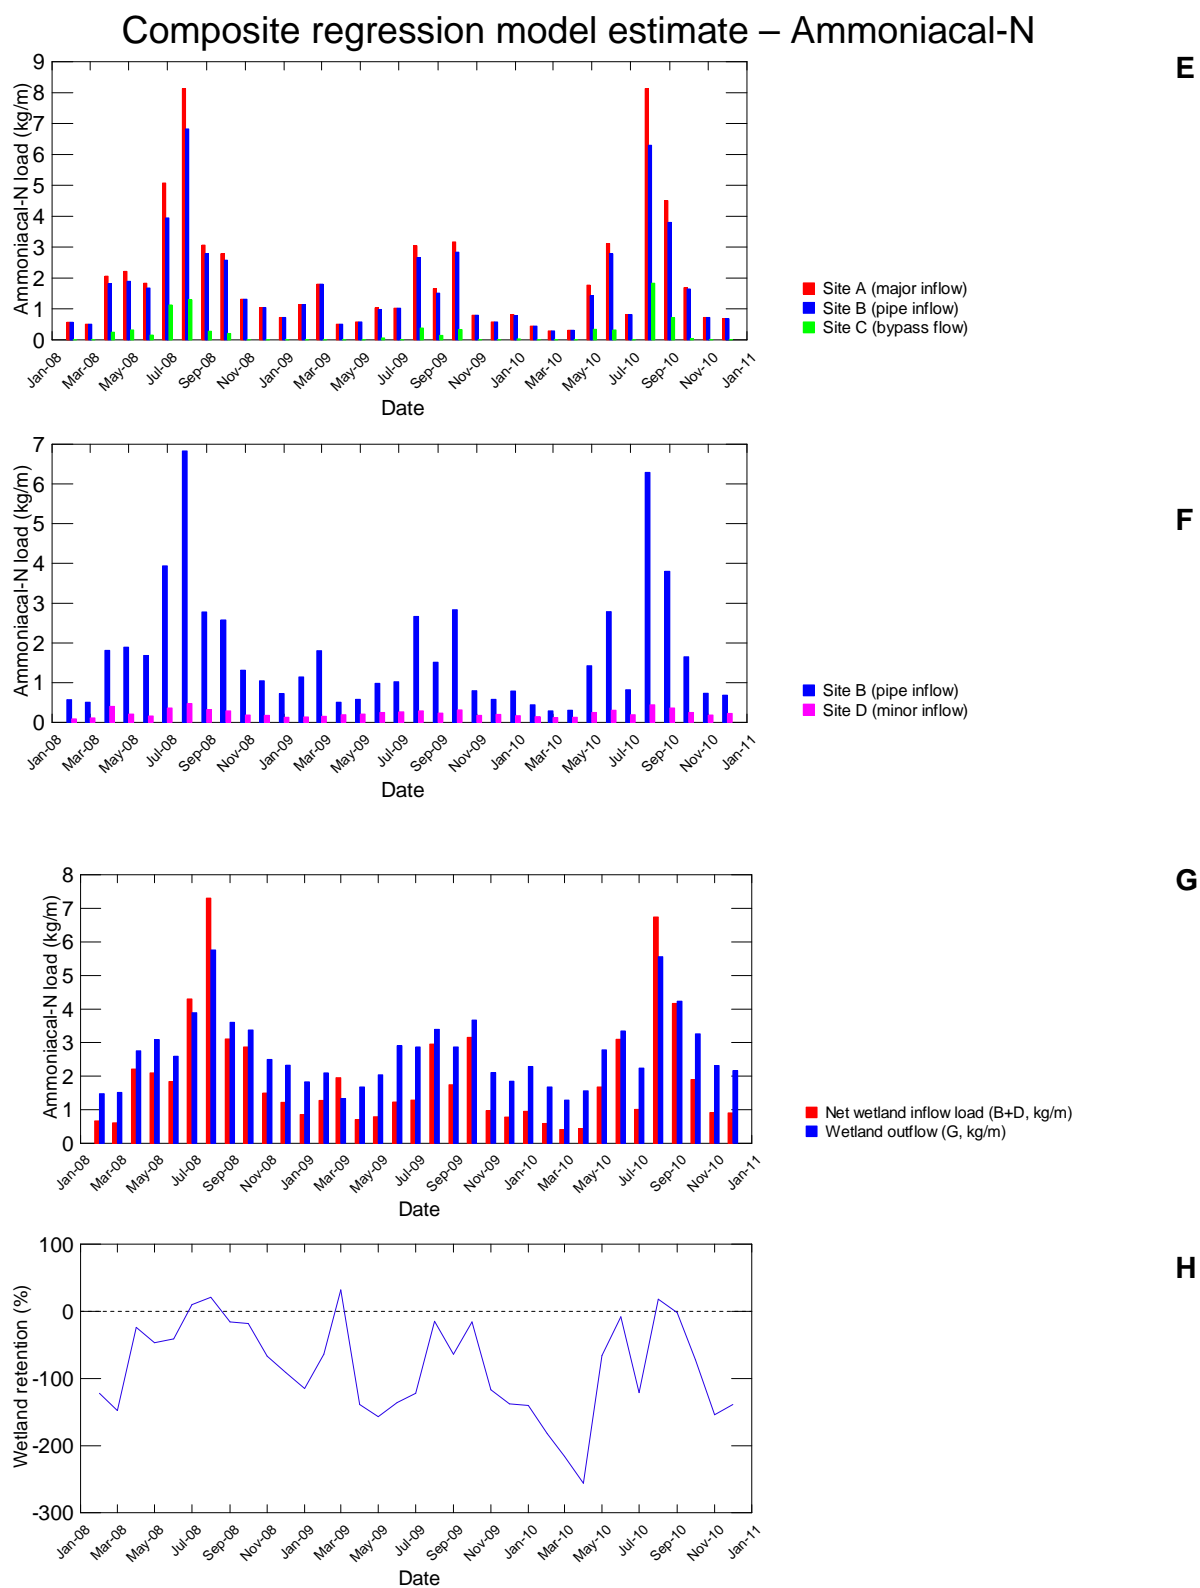 Composite regression model estimate – Ammoniacal-N
E
Ammoniacal-N load (kg/m)
9
8
7
6
5
4
3
2
1
0
Jan-08 Mar-08 May-08 Jul-08 Sep-08 Nov-08 Jan-09 Mar-09 May-09 Jul-09 Sep-09 Nov-09 Jan-10 Mar-10 May-10 Jul-10 Sep-10 Nov-10 Jan-11
Date
Site A (major inflow)
Site B (pipe inflow)
Site C (bypass flow)
F
Ammoniacal-N load (kg/m)
7
6
5
4
3
2
1
0
Jan-08 Mar-08 May-08 Jul-08 Sep-08 Nov-08 Jan-09 Mar-09 May-09 Jul-09 Sep-09 Nov-09 Jan-10 Mar-10 May-10 Jul-10 Sep-10 Nov-10 Jan-11
Date
Site B (pipe inflow)
Site D (minor inflow)
G
Ammoniacal-N load (kg/m)
8
7
6
5
4
3
2
1
0
Jan-08 Mar-08 May-08 Jul-08 Sep-08 Nov-08 Jan-09 Mar-09 May-09 Jul-09 Sep-09 Nov-09 Jan-10 Mar-10 May-10 Jul-10 Sep-10 Nov-10 Jan-11
Date
Net wetland inflow load (B+D, kg/m)
Wetland outflow (G, kg/m)
H
Wetland retention (%)
100
0
-100
-200
-300
Jan-08 Mar-08 May-08 Jul-08 Sep-08 Nov-08 Jan-09 Mar-09 May-09 Jul-09 Sep-09 Nov-09 Jan-10 Mar-10 May-10 Jul-10 Sep-10 Nov-10 Jan-11
Date